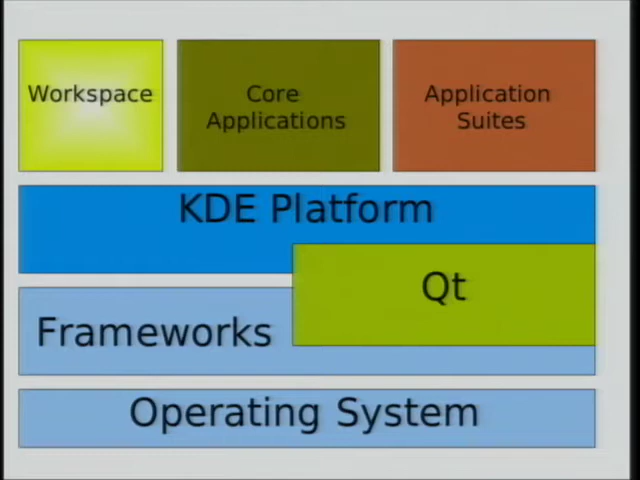 Workspace
Core
Applications
Application
Suites
KDE Platform
Qt
Frameworks
Operating System